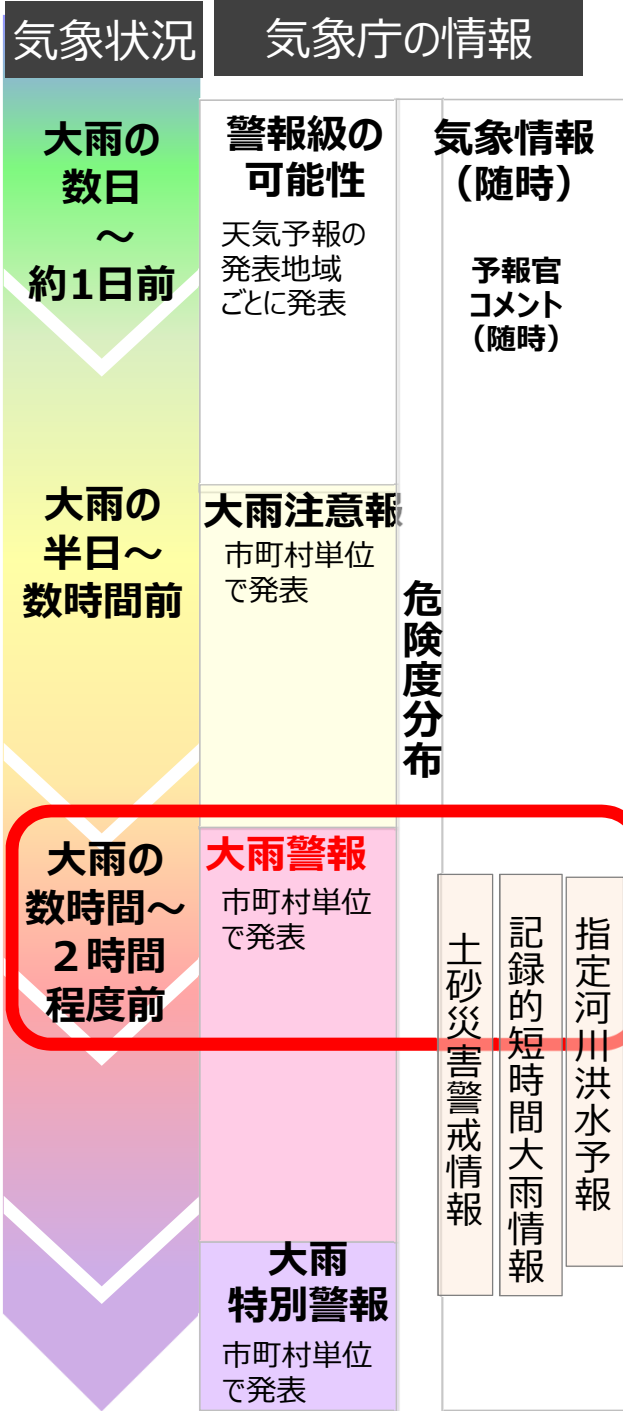 気象状況
気象庁の情報
大雨の
数日
～
約1日前
警報級の
可能性
天気予報の
発表地域
ごとに発表
気象情報
（随時）
予報官
コメント
（随時）
大雨の
半日～
数時間前
大雨注意報
市町村単位
で発表
危険度分布
大雨の
数時間～
２時間
程度前
大雨警報
市町村単位
で発表
土砂災害警戒情報
記録的短時間大雨情報
指定河川洪水予報
大雨
特別警報
市町村単位
で発表